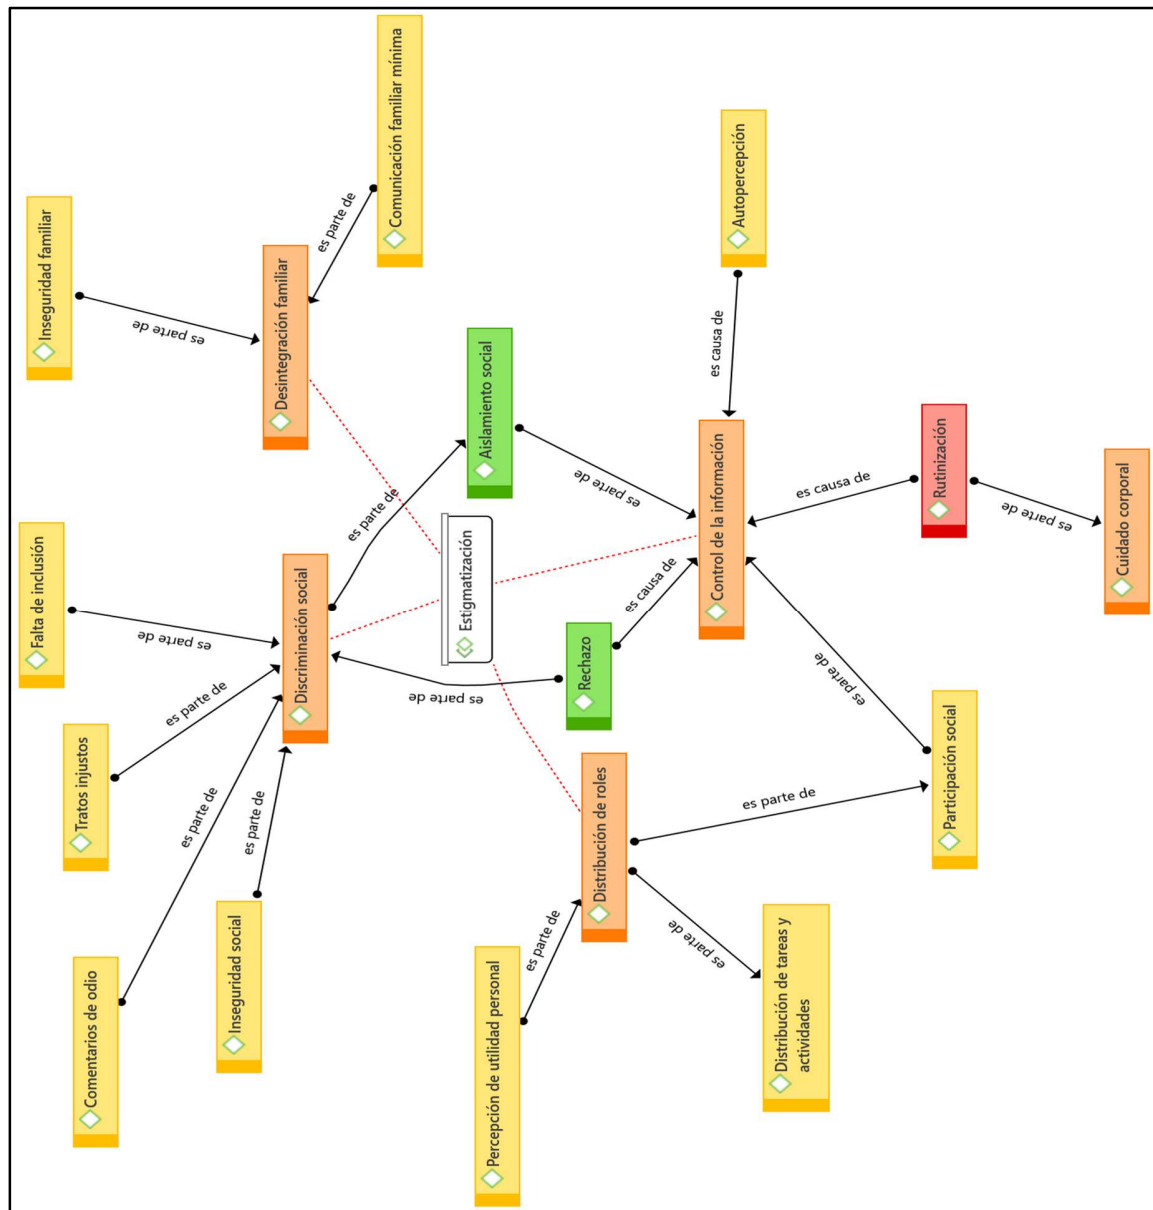 Comentarios de odio
Tratos injustos
Falta de inclusión
Inseguridad familiar
es parte de
es parte de
es parte de
es parte de
Inseguridad social
es parte de
Discriminación social
Desintegración familiar
es parte de
Comunicación familiar mínima
es parte de
es parte de
Estigmatización
Aislamiento social
Percepción de utilidad personal
es parte de
Rechazo
es causa de
es parte de
Distribución de roles
Control de la información
es causa de
Autopercepción
es parte de
es parte de
es parte de
es causa de
Distribución de tareas y
actividades
Participación social
Rutinización
es parte de
Cuidado corporal